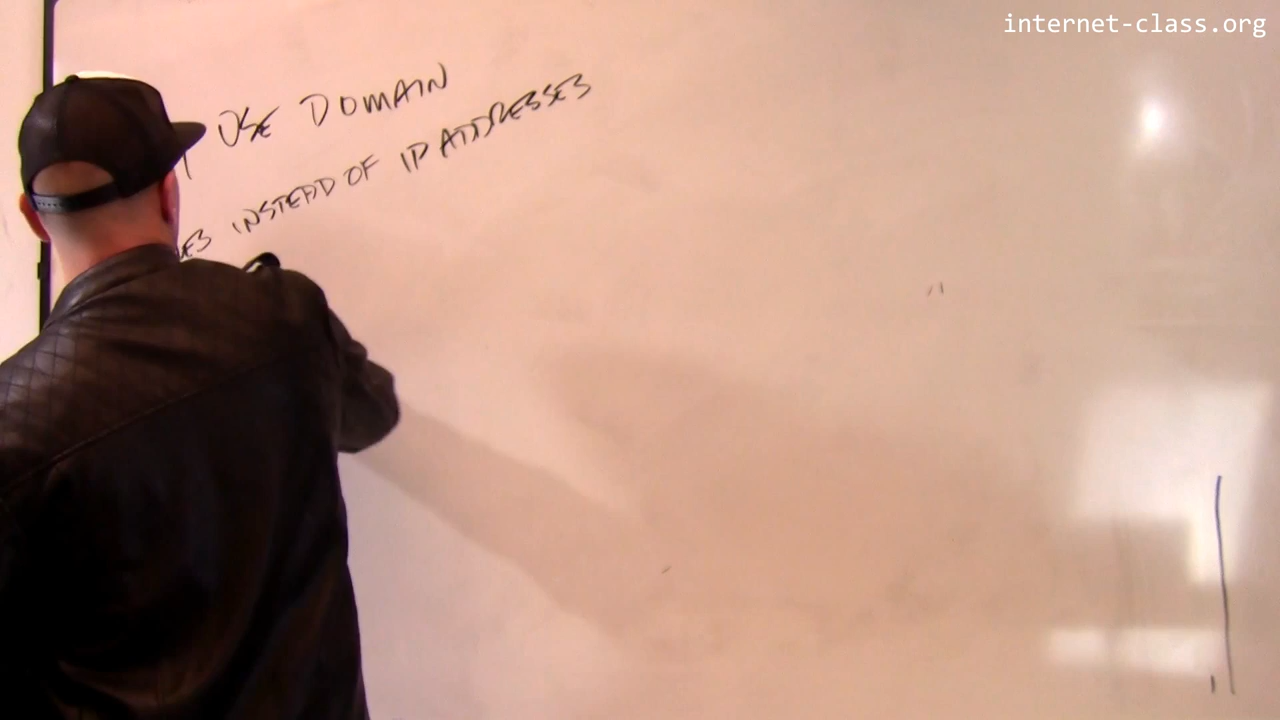 internet-class.org
USE DOMAIN
INSTEAD OF IP ADDRESSES